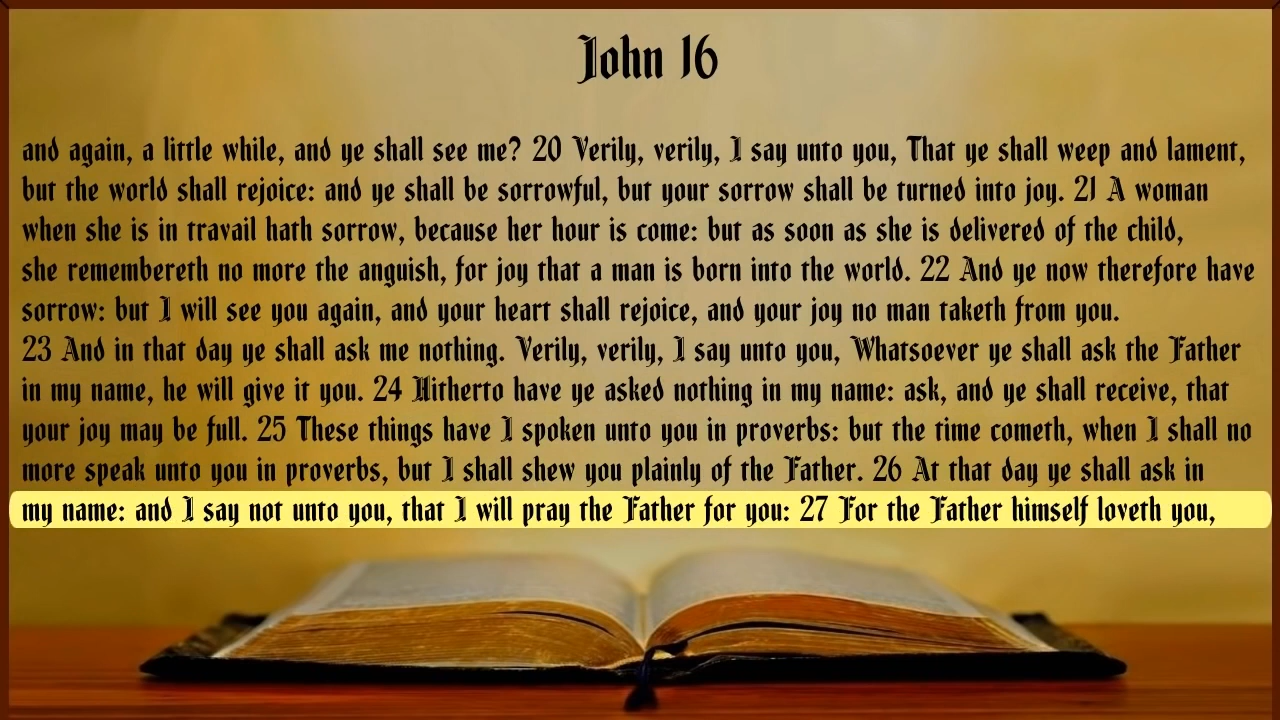 John 16
and again, a little while, and ye shall see me? 20 Verily, verily, I say unto you, That ye shall weep and lament,
but the world shall rejoice: and ye shall be sorrowful, but your sorrow shall be turned into joy. 21 A woman
when she is in travail hath sorrow, because her hour is come: but as soon as she is delivered of the child,
she remembereth no more the anguish, for joy that a man is born into the world. 22 And ye now therefore have
sorrow: but I will see you again, and your heart shall rejoice, and your joy no man taketh from you.
23 And in that day ye shall ask me nothing. Verily, verily, I say unto you, Whatsoever ye shall ask the Father
in my name, he will give it you. 24 Hitherto have ye asked nothing in my name: ask, and ye shall receive, that
your joy may be full. 25 These things have I spoken unto you in proverbs: but the time cometh, when I shall no
more speak unto you in proverbs, but I shall shew you plainly of the Father. 26 At that day ye shall ask in
my name: and I say not unto you, that I will pray the Father for you: 27 For the Father himself loveth you,